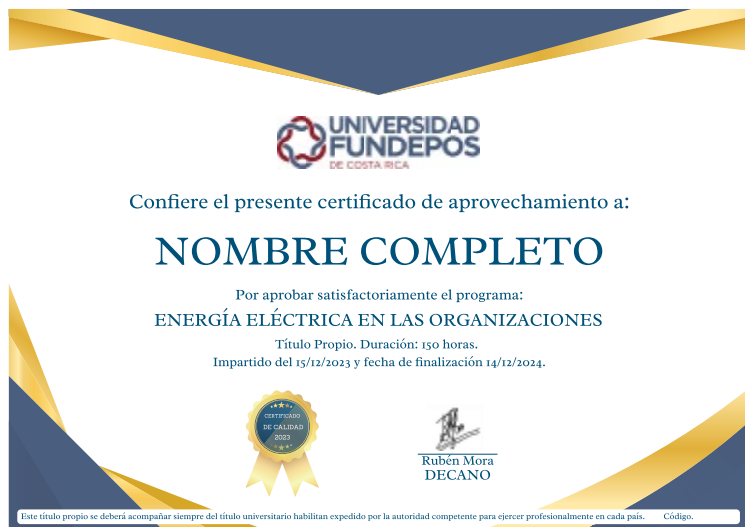 UNIVERSIDAD
FUNDEPOS
DE COSTA RICA
Confiere el presente certificado de aprovechamiento a:
NOMBRE COMPLETO
Por aprobar satisfactoriamente el programa:
ENERGÍA ELÉCTRICA EN LAS ORGANIZACIONES
Título Propio. Duración: 150 horas.
Impartido del 15/12/2023 y fecha de finalización 14/12/2024.
CERTIFICADO
DE CALIDAD
2023
Rubén Mora
DECANO
Este título propio se deberá acompañar siempre del título universitario habilitan expedido por la autoridad competente para ejercer profesionalmente en cada país. Código.